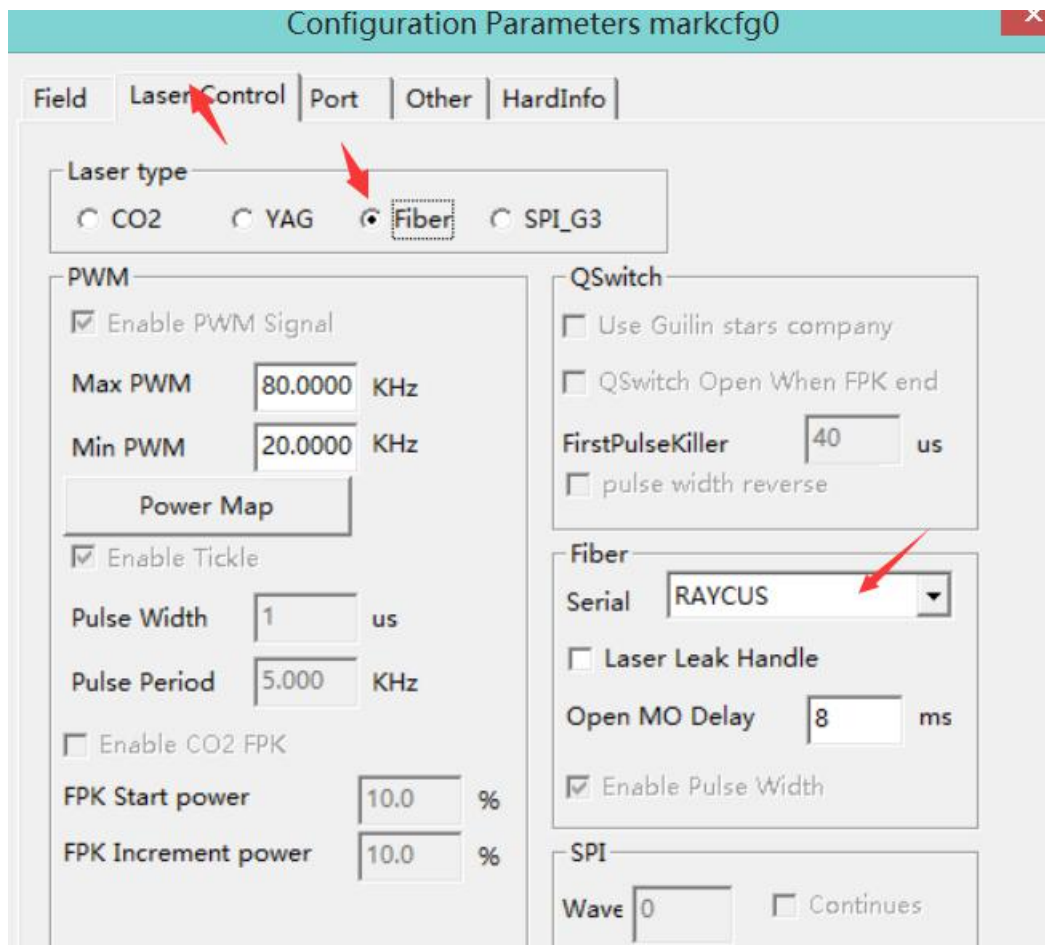 Configuration Parameters markcfg0
Field Laser Control Port Other HardInfo
Laser type
CO2 YAG Fiber SPI_G3
PWM
Enable PWM Signal
Max PWM 80.0000 KHz
Min PWM 20.0000 KHz
Power Map
Enable Tickle
Pulse Width 1 us
Pulse Period 5.000 KHz
Enable CO2 FPK
FPK Start power 10.0 %
FPK Increment power 10.0 %
QSwitch
Use Guilin stars company
QSwitch Open When FPK end
FirstPulseKiller 40 us
pulse width reverse
Fiber
Serial RAYCUS
Laser Leak Handle
Open MO Delay 8 ms
Enable Pulse Width
SPI
Wave 0 Continues